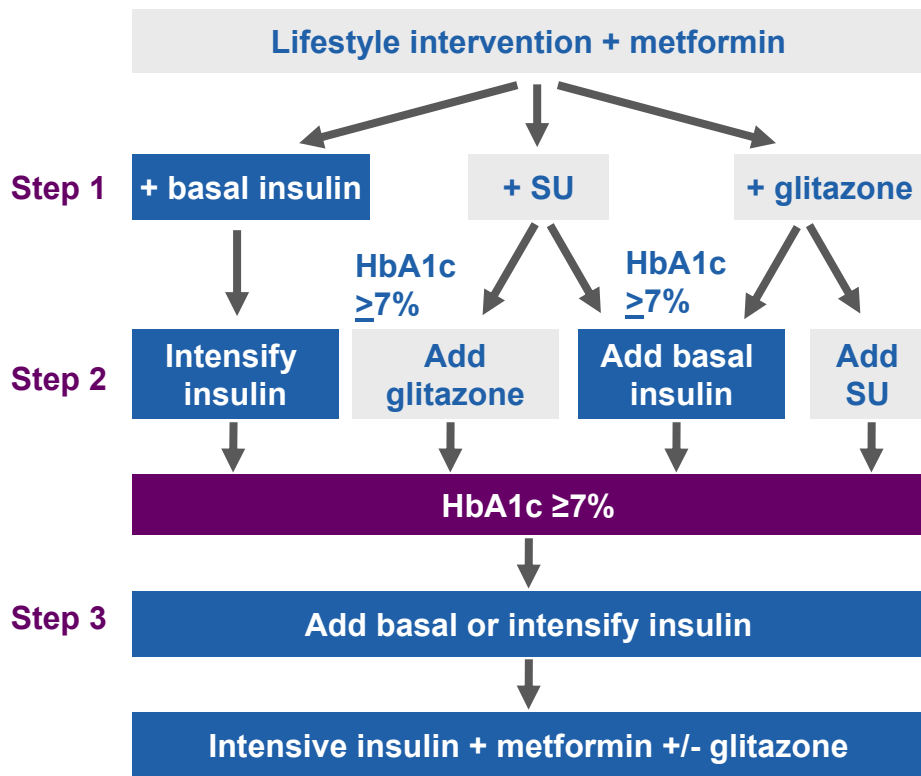 Lifestyle intervention + metformin
Step 1
+ basal insulin
+ SU
+ glitazone
HbA1c
≥7%
HbA1c
≥7%
Step 2
Intensify
insulin
Add
glitazone
Add basal
insulin
Add
SU
HbA1c ≥7%
Step 3
Add basal or intensify insulin
Intensive insulin + metformin +/- glitazone